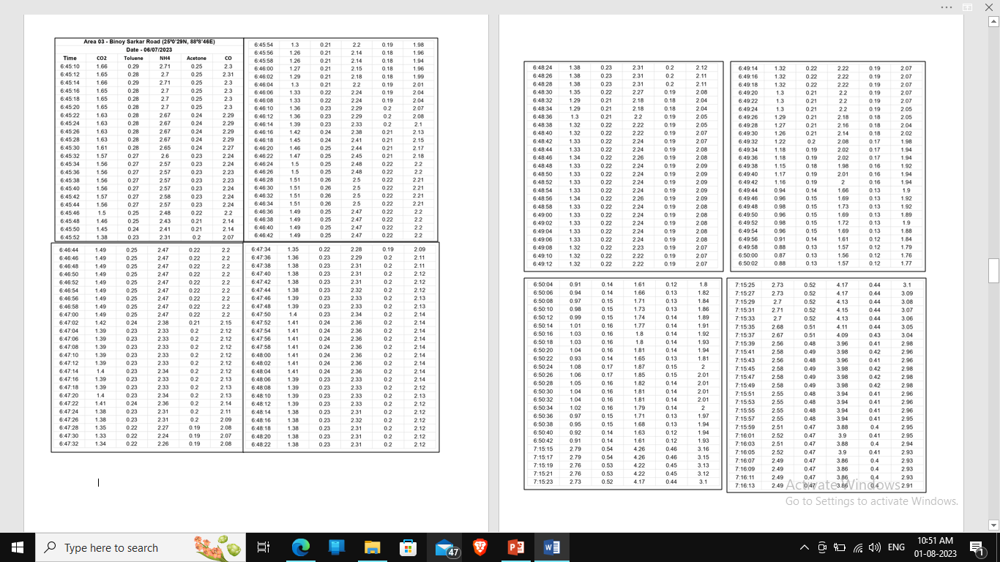 Area 03 - Binoy Sarkar Road (25º0'29N, 88º8'46E)
Date - 06/07/2023
Time CO2 Toluene NH4 Acetone CO
6:45:10 1.66 0.29 2.71 0.25 2.3
6:45:12 1.65 0.28 2.7 0.25 2.31
6:45:14 1.66 0.29 2.71 0.25 2.3
6:45:16 1.65 0.28 2.7 0.25 2.3
6:45:18 1.65 0.28 2.7 0.25 2.3
6:45:20 1.65 0.28 2.7 0.25 2.3
6:45:22 1.63 0.28 2.67 0.24 2.29
6:45:24 1.63 0.28 2.67 0.24 2.29
6:45:26 1.63 0.28 2.67 0.24 2.29
6:45:28 1.63 0.28 2.67 0.24 2.29
6:45:30 1.61 0.28 2.65 0.24 2.27
6:45:32 1.57 0.27 2.6 0.23 2.24
6:45:34 1.56 0.27 2.57 0.23 2.24
6:45:36 1.56 0.27 2.57 0.23 2.23
6:45:38 1.56 0.27 2.57 0.23 2.23
6:45:40 1.56 0.27 2.57 0.23 2.24
6:45:42 1.57 0.27 2.58 0.23 2.24
6:45:44 1.56 0.27 2.57 0.23 2.24
6:45:46 1.5 0.25 2.48 0.22 2.2
6:45:48 1.46 0.25 2.43 0.21 2.14
6:45:50 1.45 0.24 2.41 0.21 2.14
6:45:52 1.38 0.23 2.31 0.2 2.07
6:45:54 1.3 0.21 2.2 0.19 1.98
6:45:56 1.26 0.21 2.14 0.18 1.96
6:45:58 1.26 0.21 2.14 0.18 1.94
6:46:00 1.27 0.21 2.15 0.18 1.96
6:46:02 1.29 0.21 2.18 0.18 1.99
6:46:04 1.3 0.21 2.2 0.19 2.01
6:46:06 1.33 0.22 2.24 0.19 2.04
6:46:08 1.33 0.22 2.24 0.19 2.04
6:46:10 1.36 0.23 2.29 0.2 2.07
6:46:12 1.36 0.23 2.29 0.2 2.08
6:46:14 1.39 0.23 2.33 0.2 2.1
6:46:16 1.42 0.24 2.38 0.21 2.13
6:46:18 1.45 0.24 2.41 0.21 2.15
6:46:20 1.46 0.25 2.44 0.21 2.17
6:46:22 1.47 0.25 2.45 0.21 2.18
6:46:24 1.5 0.25 2.48 0.22 2.2
6:46:26 1.5 0.25 2.48 0.22 2.2
6:46:28 1.51 0.26 2.5 0.22 2.21
6:46:30 1.51 0.26 2.5 0.22 2.21
6:46:32 1.51 0.26 2.5 0.22 2.21
6:46:34 1.51 0.26 2.5 0.22 2.21
6:46:36 1.49 0.25 2.47 0.22 2.2
6:46:38 1.49 0.25 2.47 0.22 2.2
6:46:40 1.49 0.25 2.47 0.22 2.2
6:46:42 1.49 0.25 2.47 0.22 2.2
6:46:44 1.49 0.25 2.47 0.22 2.2
6:46:46 1.49 0.25 2.47 0.22 2.2
6:46:48 1.49 0.25 2.47 0.22 2.2
6:46:50 1.49 0.25 2.47 0.22 2.2
6:46:52 1.49 0.25 2.47 0.22 2.2
6:46:54 1.49 0.25 2.47 0.22 2.2
6:46:56 1.49 0.25 2.47 0.22 2.2
6:46:58 1.49 0.25 2.47 0.22 2.2
6:47:00 1.49 0.25 2.47 0.22 2.2
6:47:02 1.42 0.24 2.38 0.21 2.15
6:47:04 1.39 0.23 2.33 0.2 2.12
6:47:06 1.39 0.23 2.33 0.2 2.12
6:47:08 1.39 0.23 2.33 0.2 2.12
6:47:10 1.39 0.23 2.33 0.2 2.12
6:47:12 1.39 0.23 2.33 0.2 2.12
6:47:14 1.4 0.23 2.34 0.2 2.12
6:47:16 1.39 0.23 2.33 0.2 2.13
6:47:18 1.39 0.23 2.33 0.2 2.13
6:47:20 1.4 0.23 2.34 0.2 2.13
6:47:22 1.41 0.24 2.36 0.2 2.14
6:47:24 1.38 0.23 2.31 0.2 2.11
6:47:26 1.38 0.23 2.31 0.2 2.09
6:47:28 1.35 0.22 2.27 0.19 2.08
6:47:30 1.33 0.22 2.24 0.19 2.07
6:47:32 1.34 0.22 2.26 0.19 2.08
6:47:34 1.35 0.22 2.28 0.19 2.09
6:47:36 1.36 0.23 2.29 0.2 2.11
6:47:38 1.38 0.23 2.31 0.2 2.11
6:47:40 1.38 0.23 2.31 0.2 2.12
6:47:42 1.38 0.23 2.31 0.2 2.12
6:47:44 1.38 0.23 2.32 0.2 2.12
6:47:46 1.39 0.23 2.33 0.2 2.13
6:47:48 1.39 0.23 2.33 0.2 2.13
6:47:50 1.4 0.23 2.34 0.2 2.14
6:47:52 1.41 0.24 2.36 0.2 2.14
6:47:54 1.41 0.24 2.36 0.2 2.14
6:47:56 1.41 0.24 2.36 0.2 2.14
6:47:58 1.41 0.24 2.36 0.2 2.14
6:48:00 1.41 0.24 2.36 0.2 2.14
6:48:02 1.41 0.24 2.36 0.2 2.14
6:48:04 1.41 0.24 2.36 0.2 2.14
6:48:06 1.39 0.23 2.33 0.2 2.13
6:48:08 1.39 0.23 2.33 0.2 2.12
6:48:10 1.39 0.23 2.33 0.2 2.13
6:48:12 1.39 0.23 2.33 0.2 2.12
6:48:14 1.38 0.23 2.31 0.2 2.12
6:48:16 1.38 0.23 2.32 0.2 2.12
6:48:18 1.38 0.23 2.31 0.2 2.12
6:48:20 1.38 0.23 2.31 0.2 2.12
6:48:22 1.38 0.23 2.31 0.2 2.12
6:48:24 1.38 0.23 2.31 0.2 2.12
6:48:26 1.38 0.23 2.31 0.2 2.11
6:48:28 1.38 0.23 2.31 0.2 2.11
6:48:30 1.35 0.22 2.27 0.19 2.08
6:48:32 1.29 0.21 2.18 0.18 2.04
6:48:34 1.29 0.21 2.18 0.18 2.04
6:48:36 1.3 0.21 2.2 0.19 2.05
6:48:38 1.32 0.22 2.22 0.19 2.05
6:48:40 1.32 0.22 2.22 0.19 2.07
6:48:42 1.33 0.22 2.24 0.19 2.07
6:48:44 1.33 0.22 2.24 0.19 2.08
6:48:46 1.34 0.22 2.26 0.19 2.08
6:48:48 1.33 0.22 2.24 0.19 2.09
6:48:50 1.33 0.22 2.24 0.19 2.09
6:48:52 1.33 0.22 2.24 0.19 2.09
6:48:54 1.33 0.22 2.24 0.19 2.09
6:48:56 1.34 0.22 2.26 0.19 2.09
6:48:58 1.33 0.22 2.24 0.19 2.08
6:49:00 1.33 0.22 2.24 0.19 2.08
6:49:02 1.33 0.22 2.24 0.19 2.08
6:49:04 1.33 0.22 2.24 0.19 2.08
6:49:06 1.33 0.22 2.24 0.19 2.08
6:49:08 1.32 0.22 2.23 0.19 2.07
6:49:10 1.32 0.22 2.22 0.19 2.07
6:49:12 1.32 0.22 2.22 0.19 2.07
6:49:14 1.32 0.22 2.22 0.19 2.07
6:49:16 1.32 0.22 2.22 0.19 2.07
6:49:18 1.32 0.22 2.22 0.19 2.07
6:49:20 1.3 0.21 2.2 0.19 2.07
6:49:22 1.3 0.21 2.2 0.19 2.07
6:49:24 1.3 0.21 2.2 0.19 2.05
6:49:26 1.29 0.21 2.18 0.18 2.05
6:49:28 1.27 0.21 2.16 0.18 2.04
6:49:30 1.26 0.21 2.14 0.18 2.02
6:49:32 1.22 0.2 2.08 0.17 1.98
6:49:34 1.18 0.19 2.02 0.17 1.94
6:49:36 1.18 0.19 2.02 0.17 1.94
6:49:38 1.15 0.18 1.98 0.16 1.92
6:49:40 1.17 0.19 2.01 0.16 1.94
6:49:42 1.16 0.19 2 0.16 1.94
6:49:44 0.94 0.14 1.66 0.13 1.9
6:49:46 0.96 0.15 1.69 0.13 1.92
6:49:48 0.98 0.15 1.73 0.13 1.92
6:49:50 0.96 0.15 1.69 0.13 1.89
6:49:52 0.98 0.15 1.72 0.13 1.9
6:49:54 0.96 0.15 1.69 0.13 1.88
6:49:56 0.91 0.14 1.61 0.12 1.84
6:49:58 0.88 0.13 1.57 0.12 1.79
6:50:00 0.87 0.13 1.56 0.12 1.76
6:50:02 0.88 0.13 1.57 0.12 1.77
6:50:04 0.91 0.14 1.61 0.12 1.8
6:50:06 0.94 0.14 1.66 0.13 1.82
6:50:08 0.97 0.15 1.71 0.13 1.84
6:50:10 0.98 0.15 1.73 0.13 1.86
6:50:12 0.99 0.15 1.74 0.14 1.89
6:50:14 1.01 0.16 1.77 0.14 1.91
6:50:16 1.03 0.16 1.8 0.14 1.92
6:50:18 1.03 0.16 1.8 0.14 1.93
6:50:20 1.04 0.16 1.81 0.14 1.94
6:50:22 0.93 0.14 1.65 0.13 1.81
6:50:24 1.08 0.17 1.87 0.15 2
6:50:26 1.06 0.17 1.85 0.15 2.01
6:50:28 1.05 0.16 1.82 0.14 2.01
6:50:30 1.04 0.16 1.81 0.14 2.01
6:50:32 1.04 0.16 1.81 0.14 2.01
6:50:34 1.02 0.16 1.79 0.14 2
6:50:36 0.97 0.15 1.71 0.13 1.97
6:50:38 0.95 0.15 1.68 0.13 1.94
6:50:40 0.92 0.14 1.63 0.12 1.94
6:50:42 0.91 0.14 1.61 0.12 1.93
7:15:15 2.79 0.54 4.26 0.46 3.16
7:15:17 2.79 0.54 4.26 0.46 3.15
7:15:19 2.76 0.53 4.22 0.45 3.13
7:15:21 2.76 0.53 4.22 0.45 3.12
7:15:23 2.73 0.52 4.17 0.44 3.1
7:15:25 2.73 0.52 4.17 0.44 3.1
7:15:27 2.73 0.52 4.17 0.44 3.09
7:15:29 2.7 0.52 4.13 0.44 3.08
7:15:31 2.71 0.52 4.15 0.44 3.07
7:15:33 2.7 0.52 4.13 0.44 3.06
7:15:35 2.68 0.51 4.11 0.44 3.05
7:15:37 2.67 0.51 4.09 0.43 3.04
7:15:39 2.56 0.48 3.96 0.41 2.98
7:15:41 2.58 0.49 3.98 0.42 2.96
7:15:43 2.56 0.48 3.96 0.41 2.96
7:15:45 2.58 0.49 3.98 0.42 2.98
7:15:47 2.58 0.49 3.98 0.42 2.98
7:15:49 2.58 0.49 3.98 0.42 2.98
7:15:51 2.55 0.48 3.94 0.41 2.96
7:15:53 2.55 0.48 3.94 0.41 2.96
7:15:55 2.55 0.48 3.94 0.41 2.96
7:15:57 2.55 0.48 3.94 0.41 2.95
7:15:59 2.51 0.47 3.88 0.4 2.95
7:16:01 2.52 0.47 3.9 0.41 2.95
7:16:03 2.51 0.47 3.88 0.4 2.94
7:16:05 2.52 0.47 3.9 0.41 2.93
7:16:07 2.49 0.47 3.86 0.4 2.93
7:16:09 2.49 0.47 3.86 0.4 2.93
7:16:11 2.49 0.47 3.86 0.4 2.93
7:16:13 2.49 0.47 3.86 0.4 2.91
Activate Windows
Go to Settings to activate Windows.
Type here to search
47
ENG
10:51 AM
01-08-2023
1